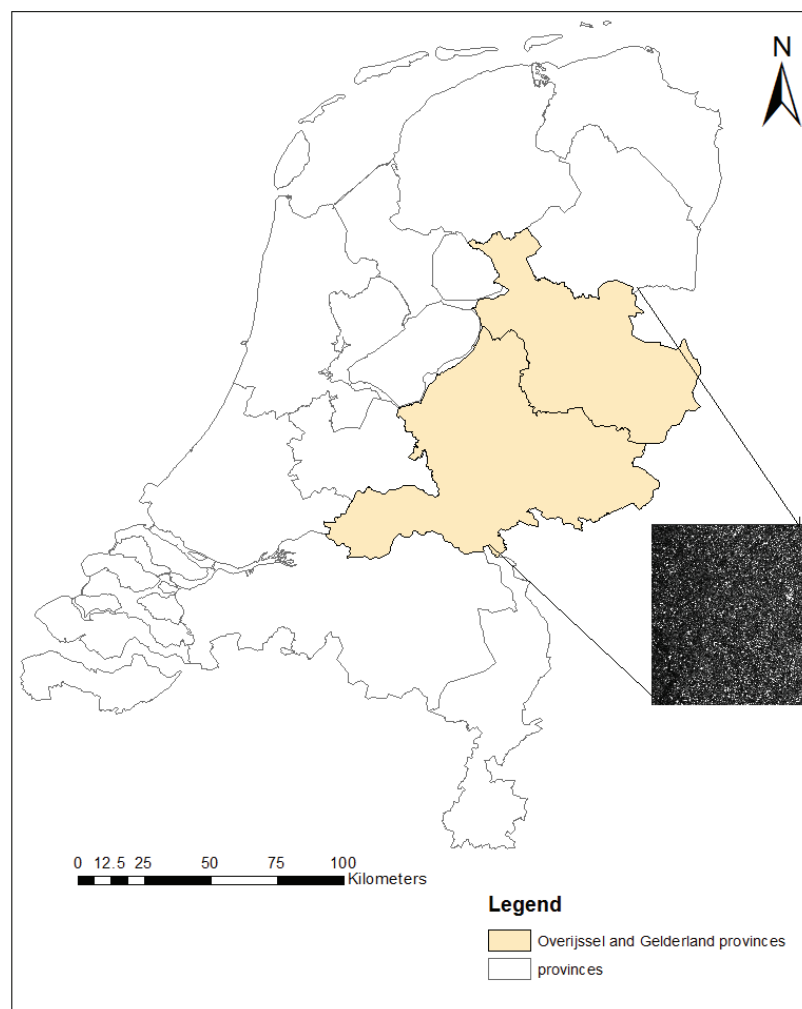 N
0 12.5 25 50 75 100
Kilometers
Legend
Overijssel and Gelderland provinces
provinces